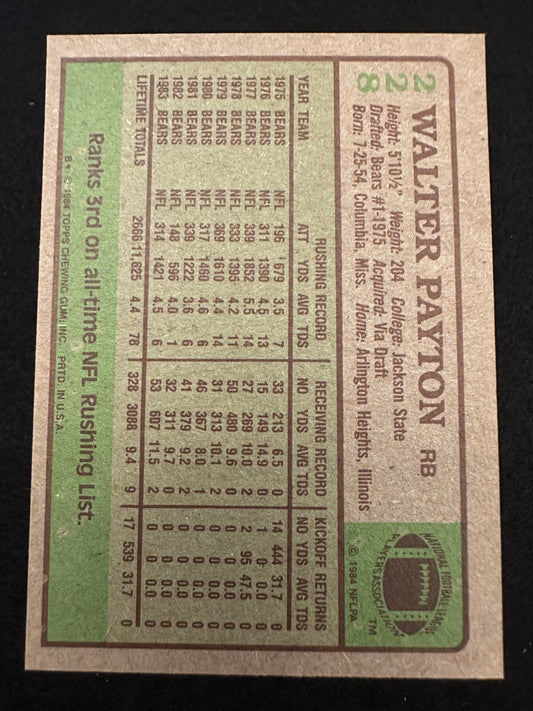 228 WALTER PAYTON RB
Height: 5'10½" Weight: 204 College: Jackson State
Drafted: Bears #1-1975 Acquired: Via Draft
Born: 7-25-54, Columbia, Miss. Home: Arlington Heights, Illinois
NATIONAL FOOTBALL LEAGUE
PLAYERS ASSOCIATION
TM
© 1984 NFLPA
RUSHING RECORD RECEIVING RECORD KICKOFF RETURNS
YEAR TEAM ATT YDS AVG TDS NO YDS AVG TDS NO YDS AVG TDS
1975 BEARS NFL 196 679 3.5 7 33 213 6.5 0 14 444 31.7
1976 BEARS NFL 311 1390 4.5 13 15 149 14.9 0 1 0 0.0
1977 BEARS NFL 339 1852 5.5 14 27 269 10.0 2 2 95 47.5
1978 BEARS NFL 333 1395 4.2 11 50 480 9.6 0 0 0 0.0
1979 BEARS NFL 369 1610 4.4 14 31 313 10.1 2 0 0 0.0
1980 BEARS NFL 317 1460 4.6 6 46 367 8.0 1 0 0 0.0
1981 BEARS NFL 339 1222 3.6 6 41 379 9.2 2 0 0 0.0
1982 BEARS NFL 148 596 4.0 1 32 311 9.7 0 0 0 0.0
1983 BEARS NFL 314 1421 4.5 6 53 607 11.5 2 0 0 0.0
LIFETIME TOTALS 2666 11,625 4.4 78 328 3088 9.4 9 17 539 31.7
Ranks 3rd on all-time NFL Rushing List.
B* © 1984 TOPPS CHEWING GUM, INC. PRTD. IN U.S.A.